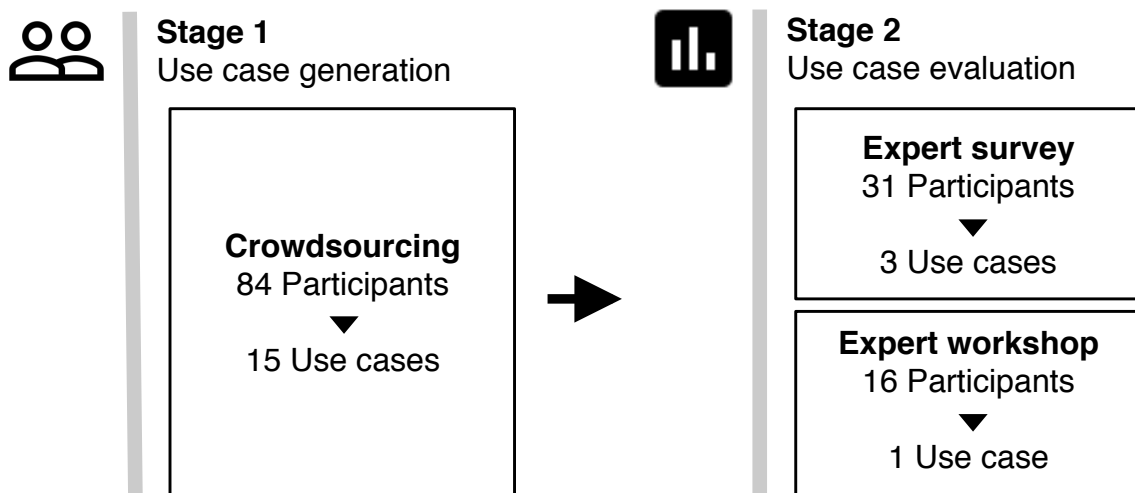 Stage 1
Use case generation
Crowdsourcing
84 Participants
15 Use cases
Stage 2
Use case evaluation
Expert survey
31 Participants
3 Use cases
Expert workshop
16 Participants
1 Use case